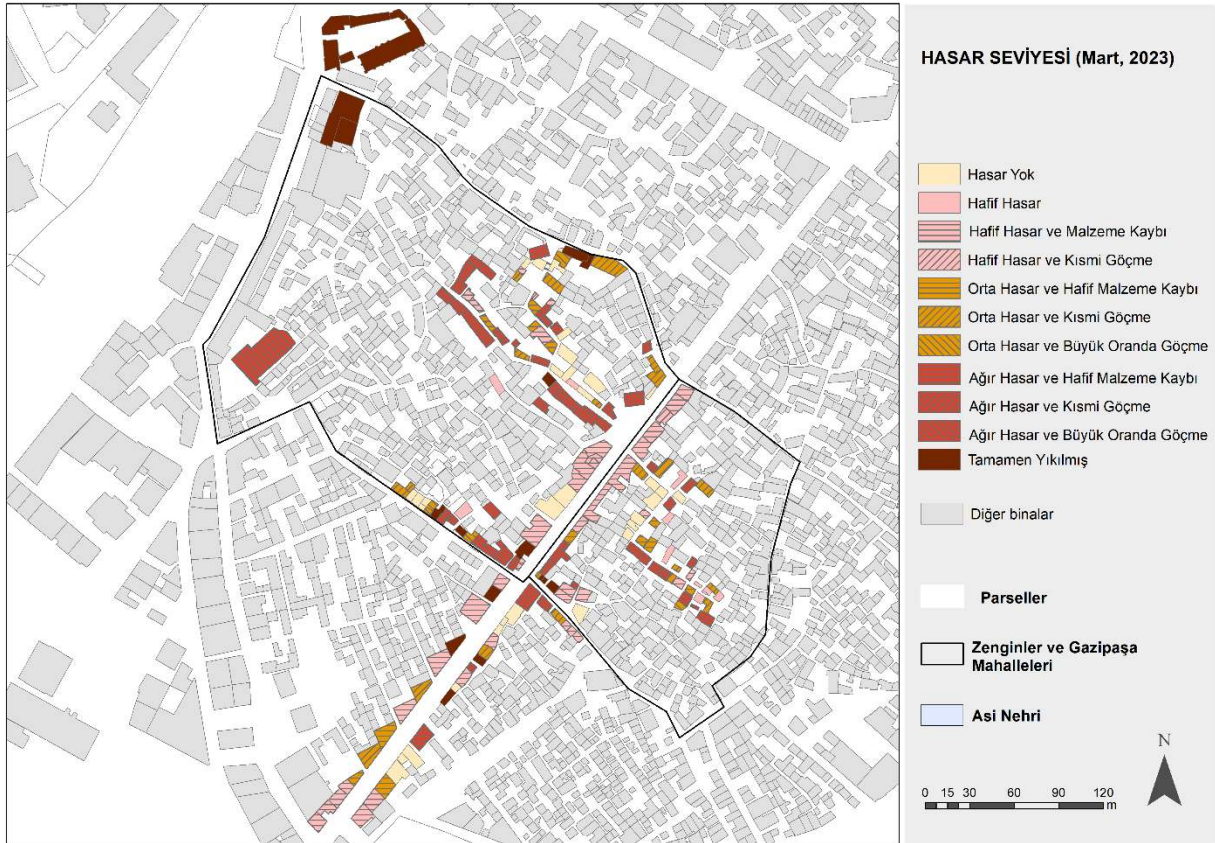 HASAR SEVİYESİ (Mart, 2023)
Hasar Yok
Hafif Hasar
Hafif Hasar ve Malzeme Kaybı
Hafif Hasar ve Kısmi Göçme
Orta Hasar ve Hafif Malzeme Kaybı
Orta Hasar ve Kısmi Göçme
Orta Hasar ve Büyük Oranda Göçme
Ağır Hasar ve Hafif Malzeme Kaybı
Ağır Hasar ve Kısmi Göçme
Ağır Hasar ve Büyük Oranda Göçme
Tamamen Yıkılmış
Diğer binalar
Parseller
Zenginler ve Gazipaşa
Mahalleleri
Asi Nehri
N
0 15 30 60 90 120
m